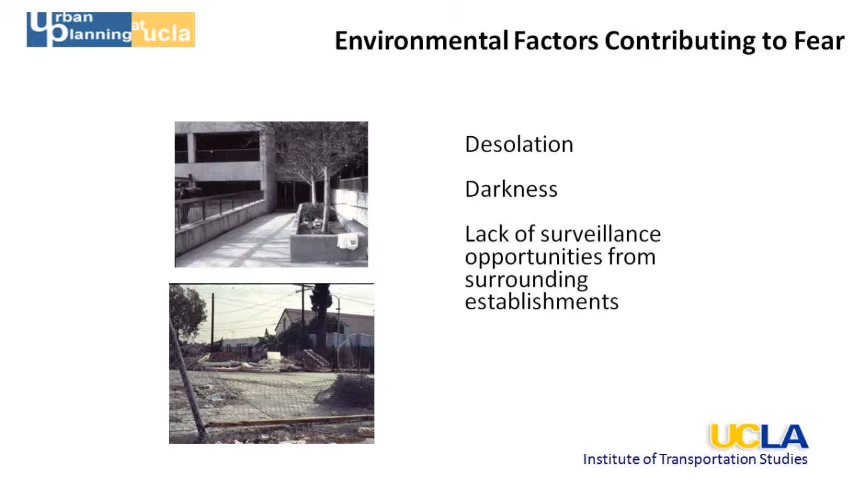 Urban
Planning at ucla
Environmental Factors Contributing to Fear
Desolation
Darkness
Lack of surveillance
opportunities from
surrounding
establishments
UCLA
Institute of Transportation Studies